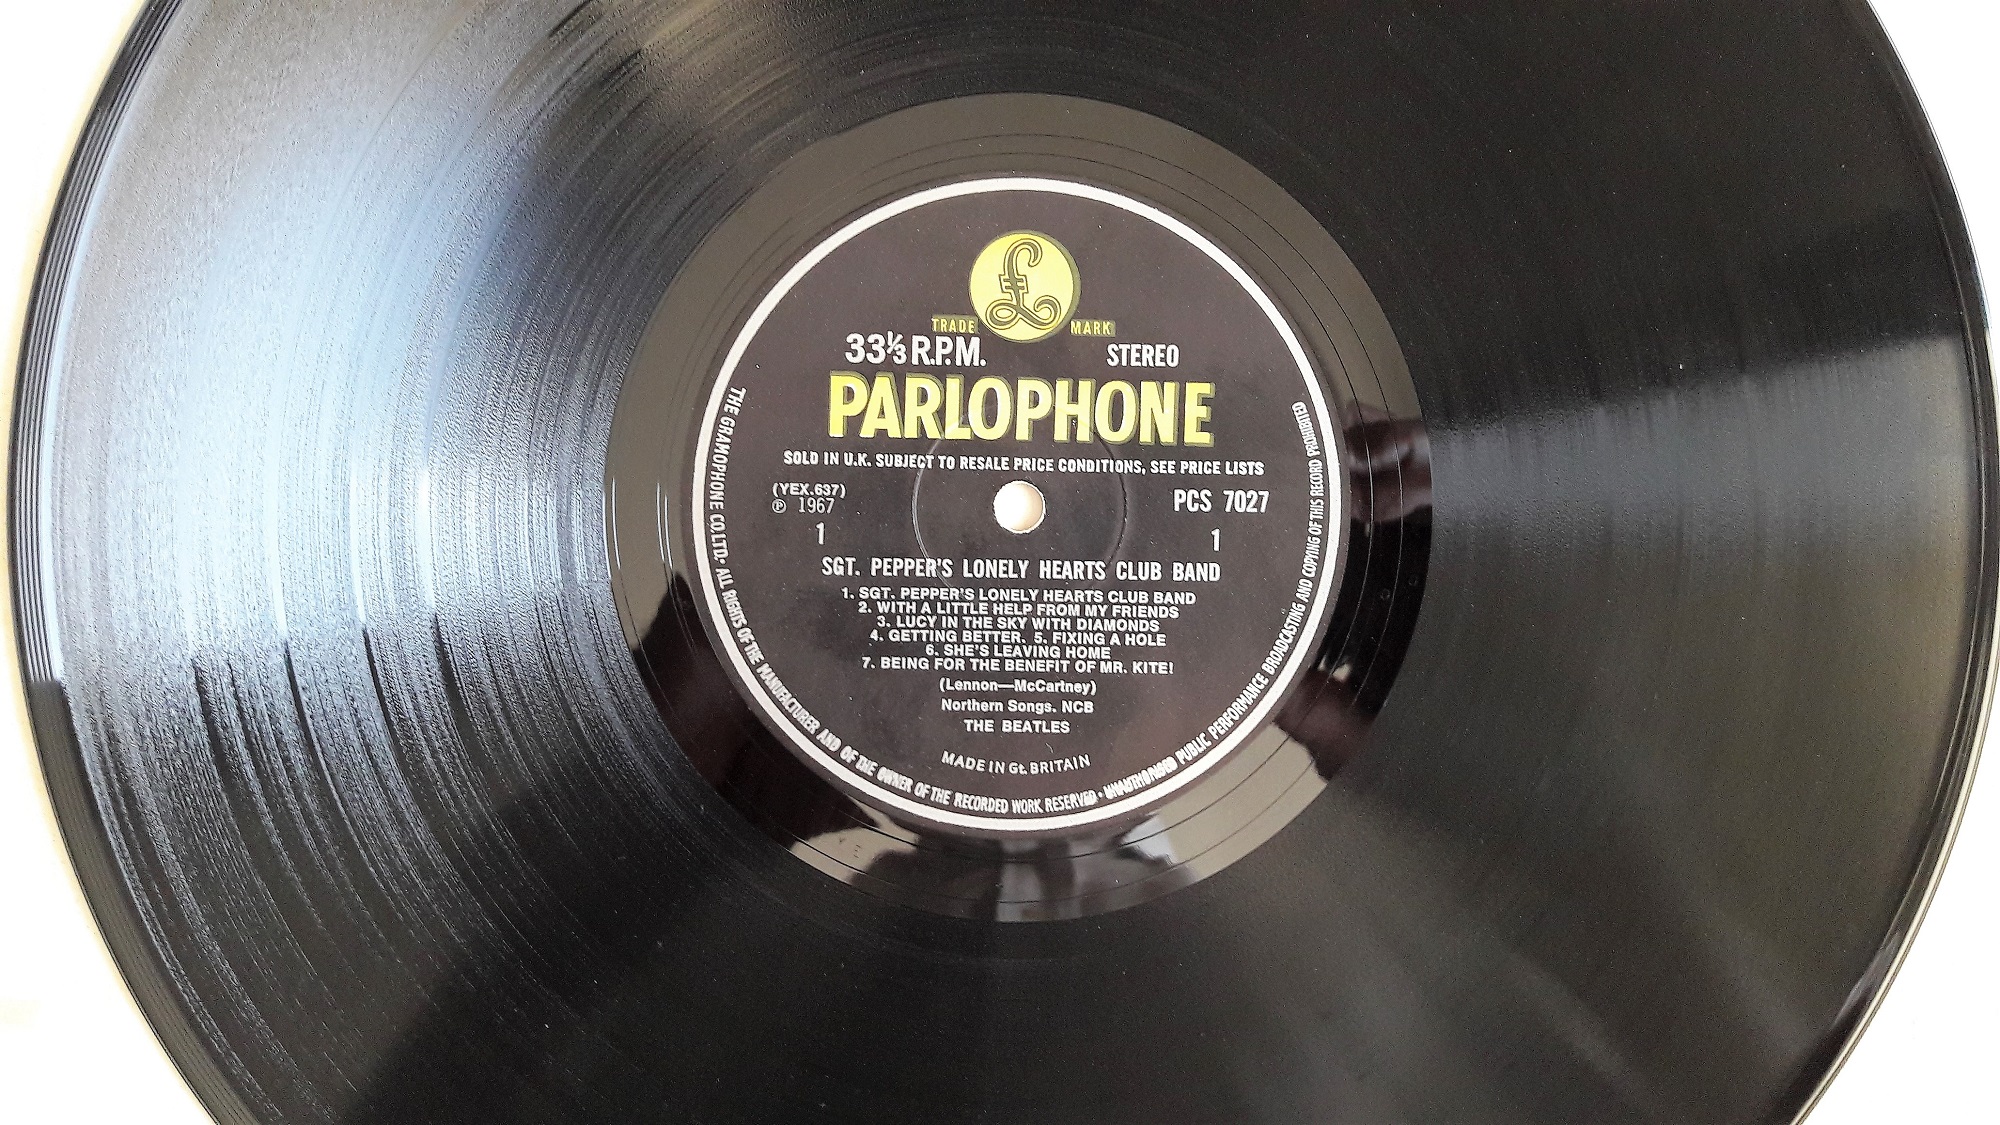 £
TRADE MARK
33⅓ R.P.M. STEREO
PARLOPHONE
SOLD IN U.K. SUBJECT TO RESALE PRICE CONDITIONS, SEE PRICE LISTS
(YEX.637) PCS 7027
℗ 1967
1 1
SGT. PEPPER'S LONELY HEARTS CLUB BAND
1. SGT. PEPPER'S LONELY HEARTS CLUB BAND
2. WITH A LITTLE HELP FROM MY FRIENDS
3. LUCY IN THE SKY WITH DIAMONDS
4. GETTING BETTER. 5. FIXING A HOLE
6. SHE'S LEAVING HOME
7. BEING FOR THE BENEFIT OF MR. KITE!
(Lennon—McCartney)
Northern Songs. NCB
THE BEATLES
MADE IN Gt. BRITAIN
THE GRAMOPHONE CO. LTD. • ALL RIGHTS OF THE MANUFACTURER AND OF THE OWNER OF THE RECORDED WORK RESERVED • UNAUTHORISED PUBLIC PERFORMANCE BROADCASTING AND COPYING OF THIS RECORD PROHIBITED